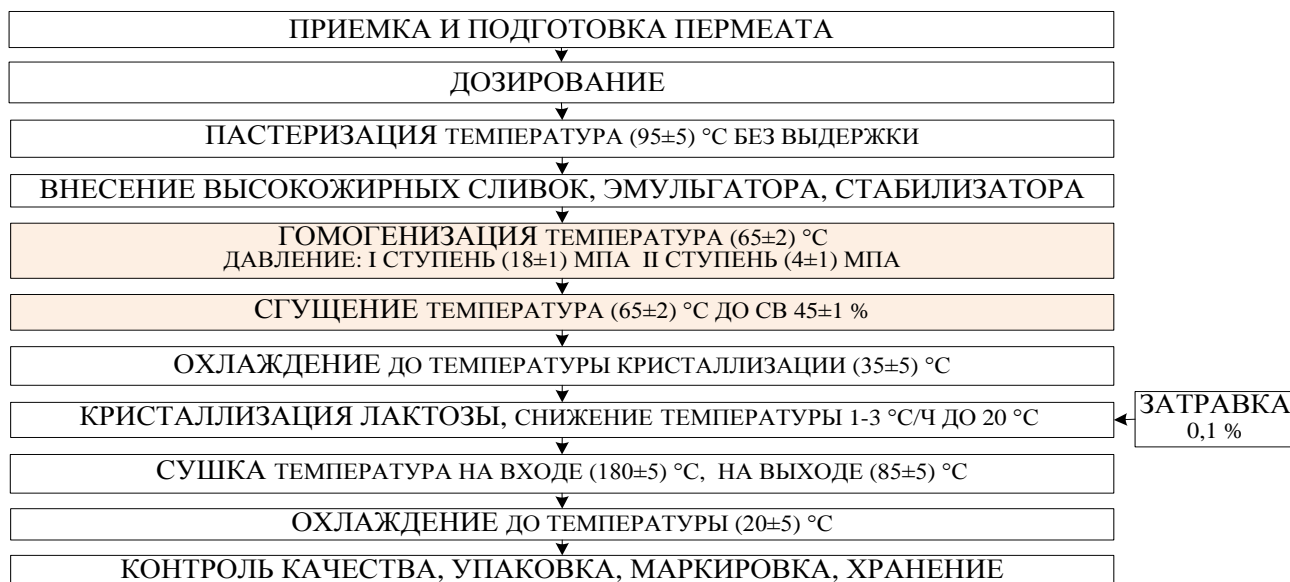 ПРИЕМКА И ПОДГОТОВКА ПЕРМЕАТА
ДОЗИРОВАНИЕ
ПАСТЕРИЗАЦИЯ ТЕМПЕРАТУРА (95±5) °С БЕЗ ВЫДЕРЖКИ
ВНЕСЕНИЕ ВЫСОКОЖИРНЫХ СЛИВОК, ЭМУЛЬГАТОРА, СТАБИЛИЗАТОРА
ГОМОГЕНИЗАЦИЯ ТЕМПЕРАТУРА (65±2) °С
ДАВЛЕНИЕ: I СТУПЕНЬ (18±1) МПА II СТУПЕНЬ (4±1) МПА
СГУЩЕНИЕ ТЕМПЕРАТУРА (65±2) °С ДО СВ 45±1 %
ОХЛАЖДЕНИЕ ДО ТЕМПЕРАТУРЫ КРИСТАЛЛИЗАЦИИ (35±5) °С
КРИСТАЛЛИЗАЦИЯ ЛАКТОЗЫ, СНИЖЕНИЕ ТЕМПЕРАТУРЫ 1-3 °С/Ч ДО 20 °С
ЗАТРАВКА
0,1 %
СУШКА ТЕМПЕРАТУРА НА ВХОДЕ (180±5) °С, НА ВЫХОДЕ (85±5) °С
ОХЛАЖДЕНИЕ ДО ТЕМПЕРАТУРЫ (20±5) °С
КОНТРОЛЬ КАЧЕСТВА, УПАКОВКА, МАРКИРОВКА, ХРАНЕНИЕ